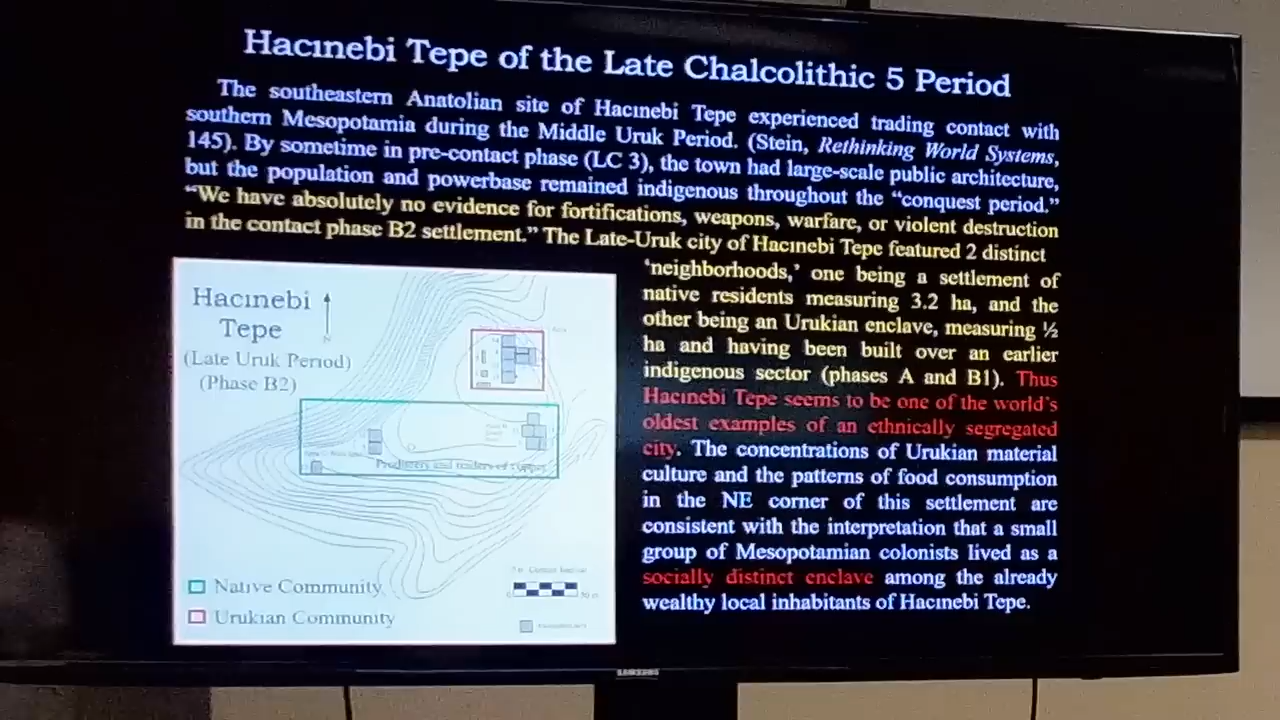 Hacınebi Tepe of the Late Chalcolithic 5 Period
The southeastern Anatolian site of Hacınebi Tepe experienced trading contact with
southern Mesopotamia during the Middle Uruk Period. (Stein, Rethinking World Systems,
145). By sometime in pre-contact phase (LC 3), the town had large-scale public architecture,
but the population and powerbase remained indigenous throughout the “conquest period.”
“We have absolutely no evidence for fortifications, weapons, warfare, or violent destruction
in the contact phase B2 settlement.” The Late-Uruk city of Hacınebi Tepe featured 2 distinct
‘neighborhoods,’ one being a settlement of
native residents measuring 3.2 ha, and the
other being an Urukian enclave, measuring ½
ha and having been built over an earlier
indigenous sector (phases A and B1). Thus
Hacınebi Tepe seems to be one of the world's
oldest examples of an ethnically segregated
city. The concentrations of Urukian material
culture and the patterns of food consumption
in the NE corner of this settlement are
consistent with the interpretation that a small
group of Mesopotamian colonists lived as a
socially distinct enclave among the already
wealthy local inhabitants of Hacınebi Tepe.
Hacınebi
Tepe
N
(Late Uruk Period)
(Phase B2)
Producers and traders of copper
Native Community
Urukian Community
SAMSUNG